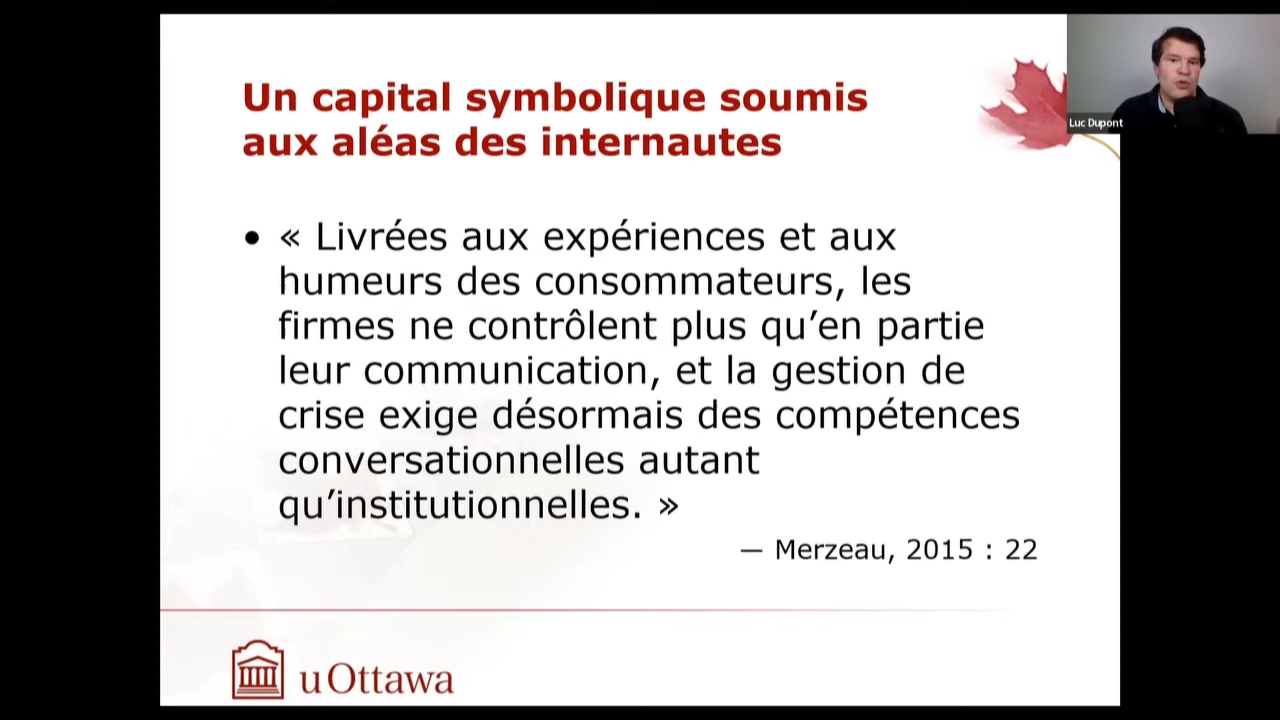 Un capital symbolique soumis
aux aléas des internautes
Luc Dupont
• « Livrées aux expériences et aux
humeurs des consommateurs, les
firmes ne contrôlent plus qu’en partie
leur communication, et la gestion de
crise exige désormais des compétences
conversationnelles autant
qu’institutionnelles. »
— Merzeau, 2015 : 22
uOttawa